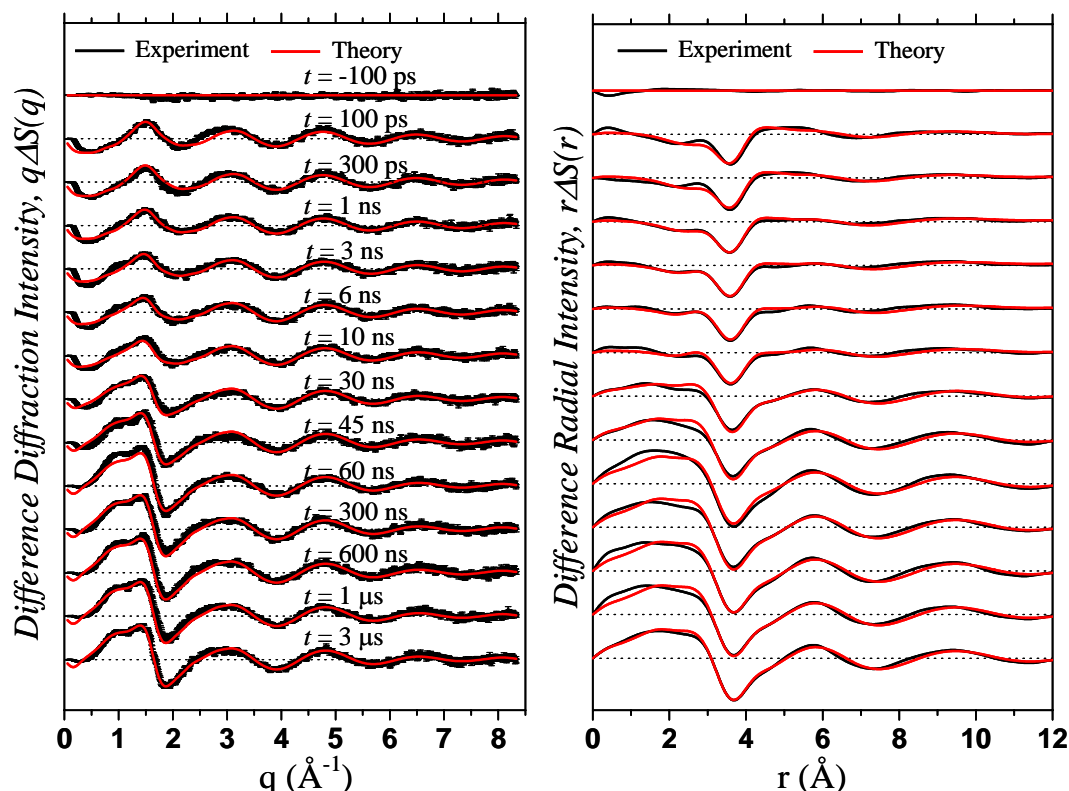 Experiment Theory
t = -100 ps
t = 100 ps
t = 300 ps
t = 1 ns
t = 3 ns
t = 6 ns
t = 10 ns
t = 30 ns
t = 45 ns
t = 60 ns
t = 300 ns
t = 600 ns
t = 1 μs
t = 3 μs
Difference Diffraction Intensity, qΔS(q)
0 1 2 3 4 5 6 7 8
q (Å⁻¹)
Experiment Theory
Difference Radial Intensity, rΔS(r)
0 2 4 6 8 10 12
r (Å)